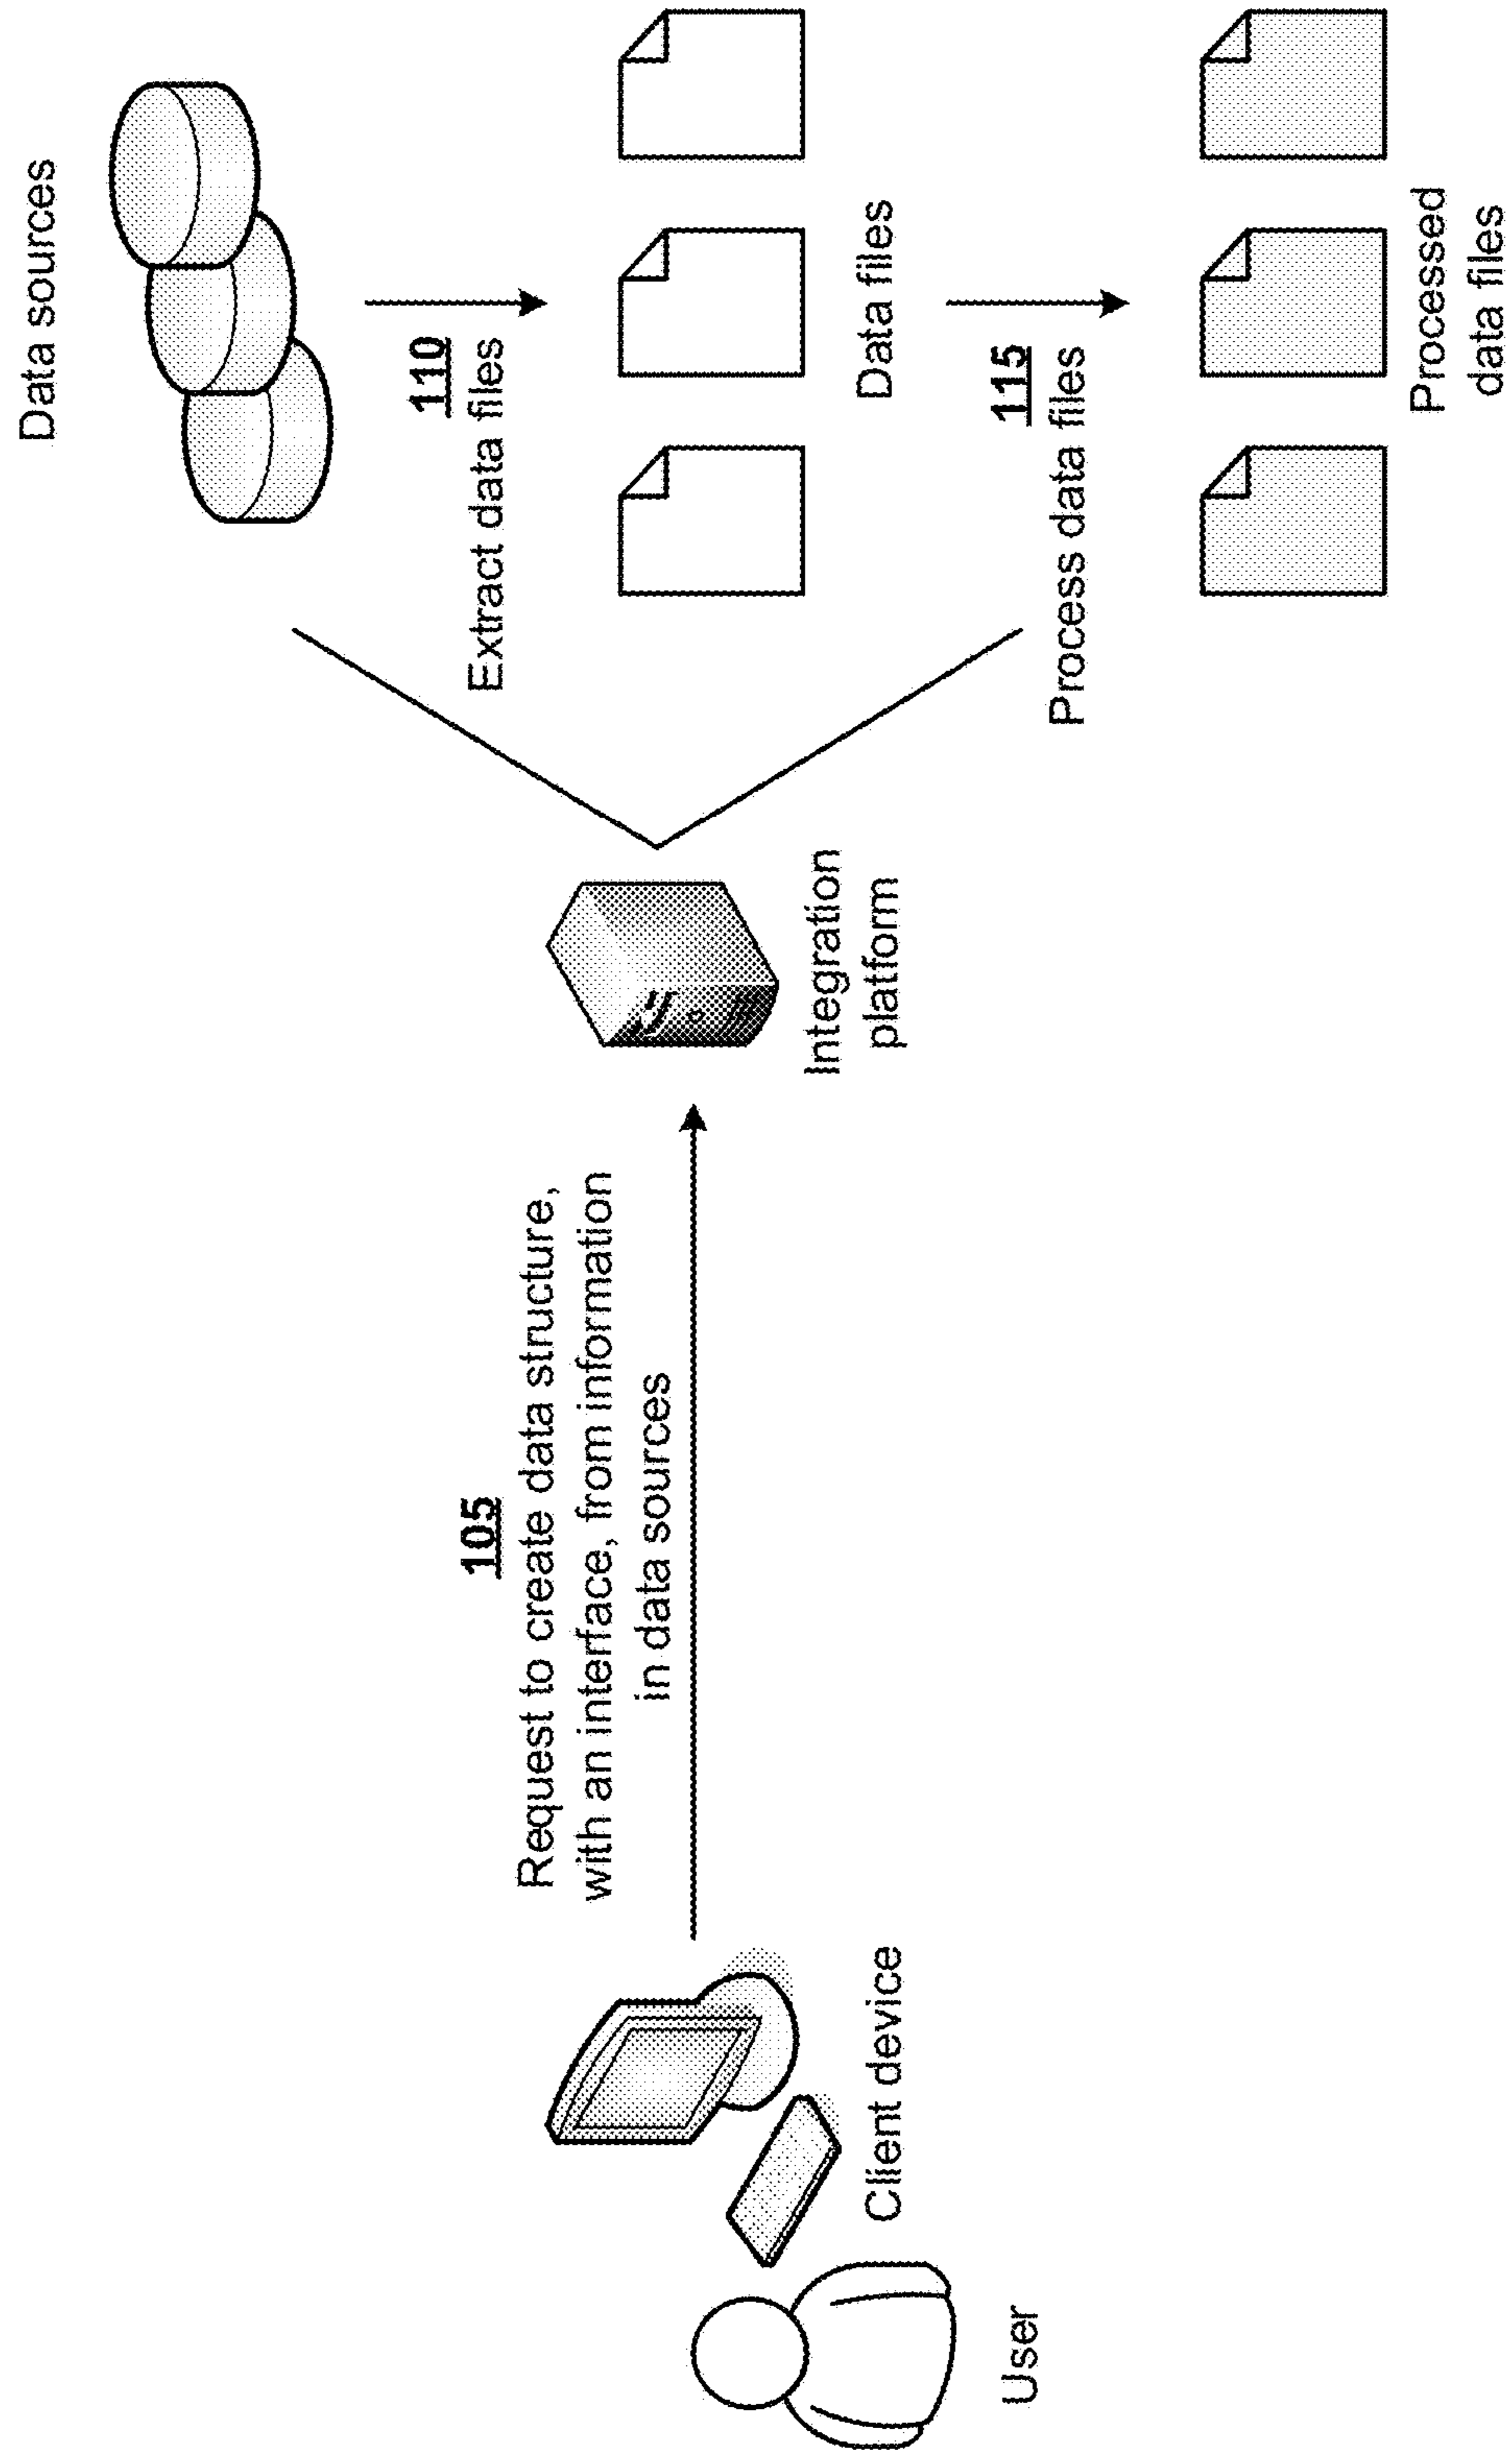 User
Client device
105
Request to create data structure,
with an interface, from information
in data sources
Integration
platform
Data sources
110
Extract data files
Data files
115
Process data files
Processed
data files